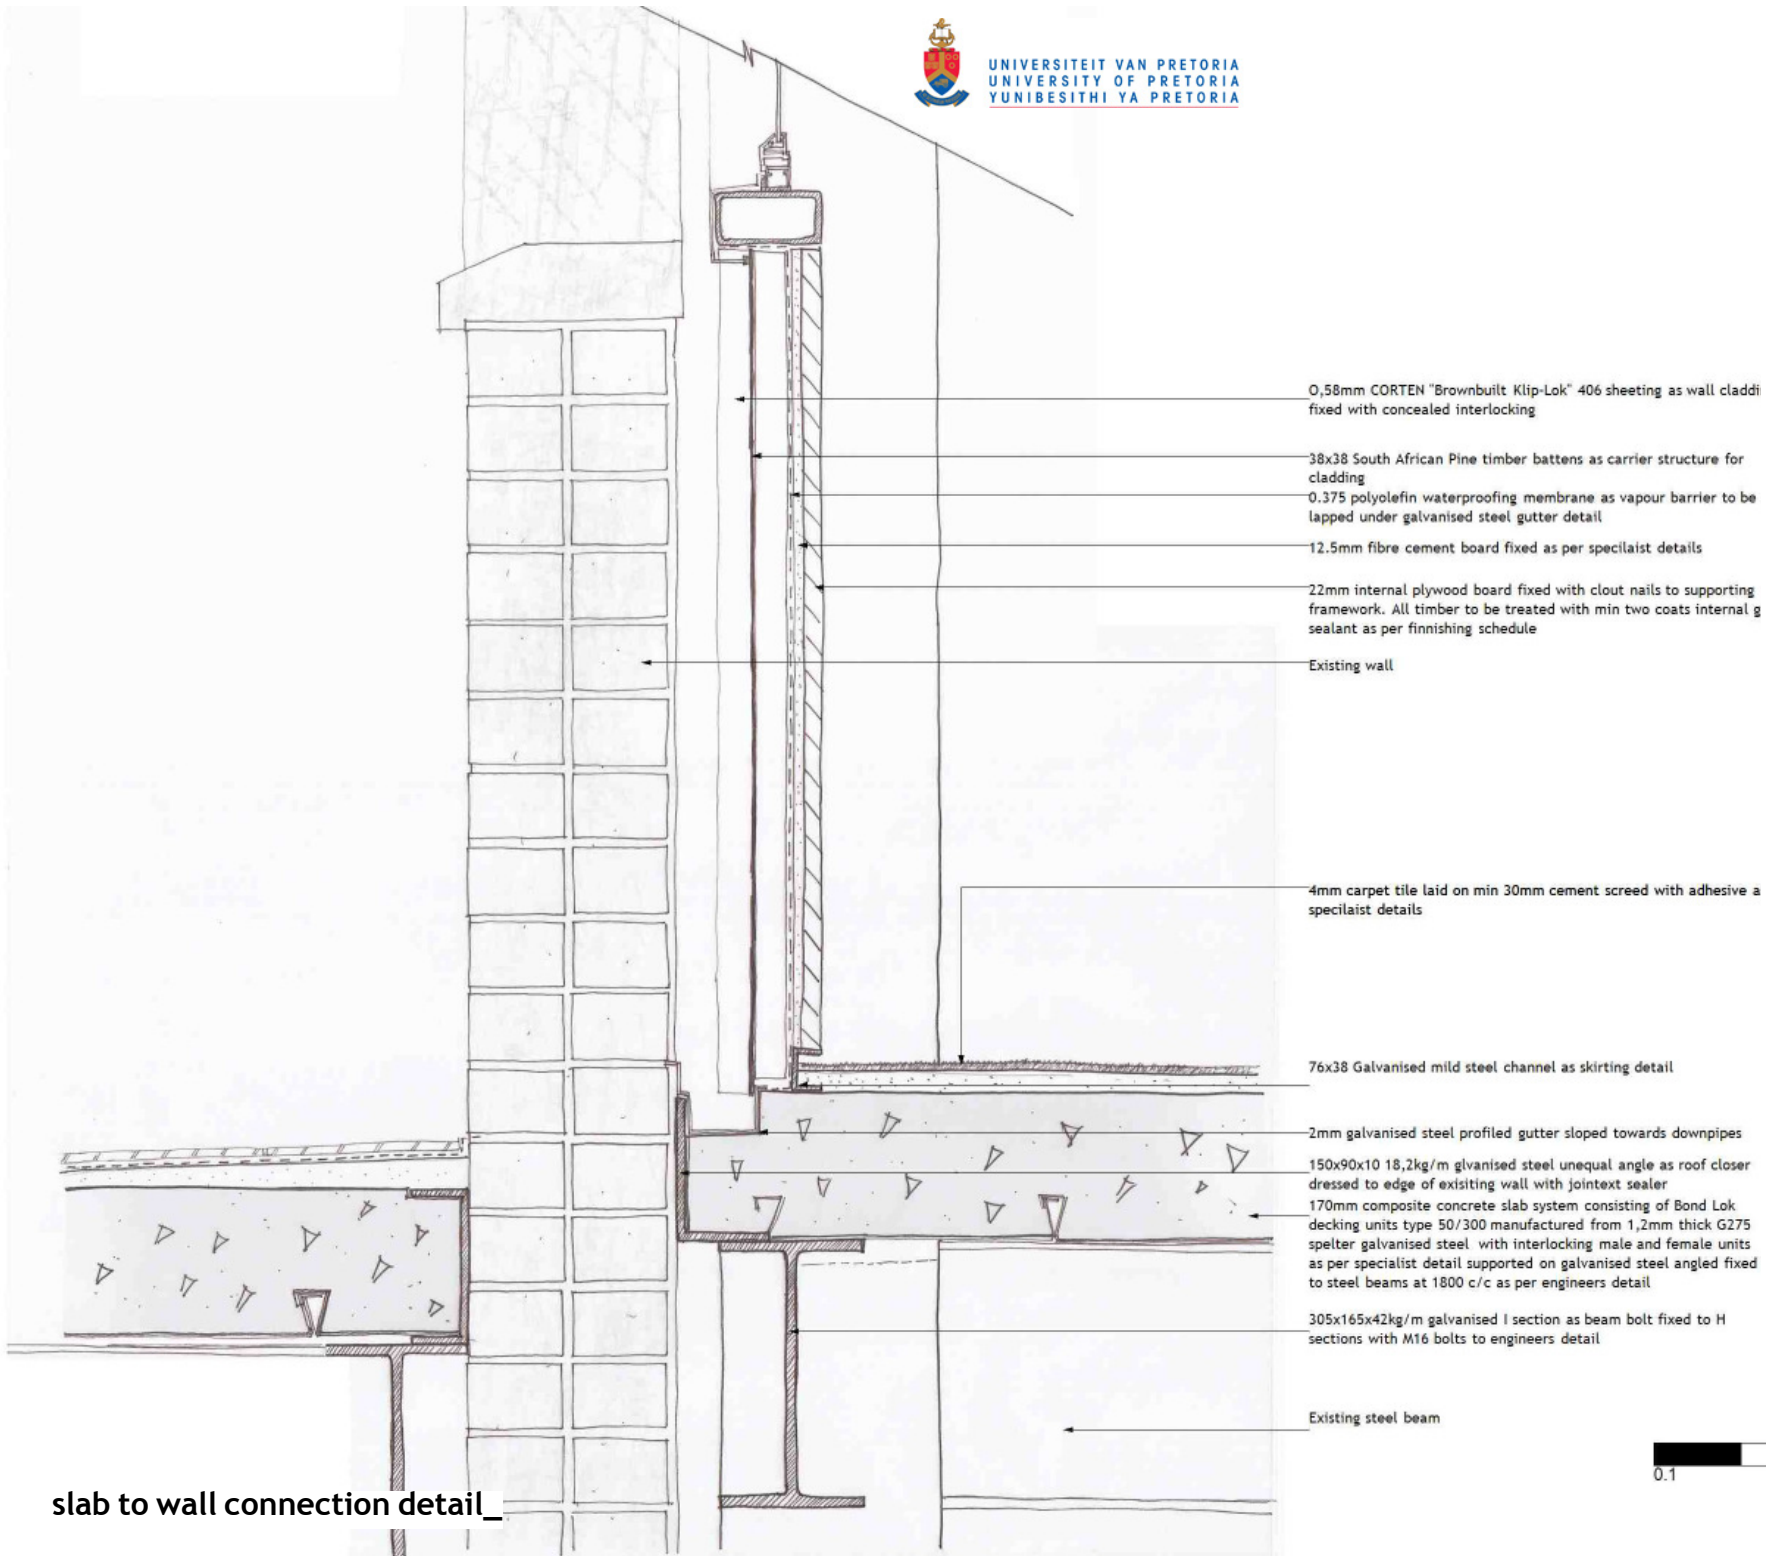 UNIVERSITEIT VAN PRETORIA
UNIVERSITY OF PRETORIA
YUNIBESITHI YA PRETORIA
O,58mm CORTEN "Brownbuilt Klip-Lok" 406 sheeting as wall claddi
fixed with concealed interlocking
38x38 South African Pine timber battens as carrier structure for
cladding
0.375 polyolefin waterproofing membrane as vapour barrier to be
lapped under galvanised steel gutter detail
12.5mm fibre cement board fixed as per specilaist details
22mm internal plywood board fixed with clout nails to supporting
framework. All timber to be treated with min two coats internal g
sealant as per finnishing schedule
Existing wall
4mm carpet tile laid on min 30mm cement screed with adhesive a
specilaist details
76x38 Galvanised mild steel channel as skirting detail
2mm galvanised steel profiled gutter sloped towards downpipes
150x90x10 18,2kg/m glvanised steel unequal angle as roof closer
dressed to edge of exisiting wall with jointext sealer
170mm composite concrete slab system consisting of Bond Lok
decking units type 50/300 manufactured from 1,2mm thick G275
spelter galvanised steel with interlocking male and female units
as per specialist detail supported on galvanised steel angled fixed
to steel beams at 1800 c/c as per engineers detail
305x165x42kg/m galvanised I section as beam bolt fixed to H
sections with M16 bolts to engineers detail
Existing steel beam
0.1
slab to wall connection detail_